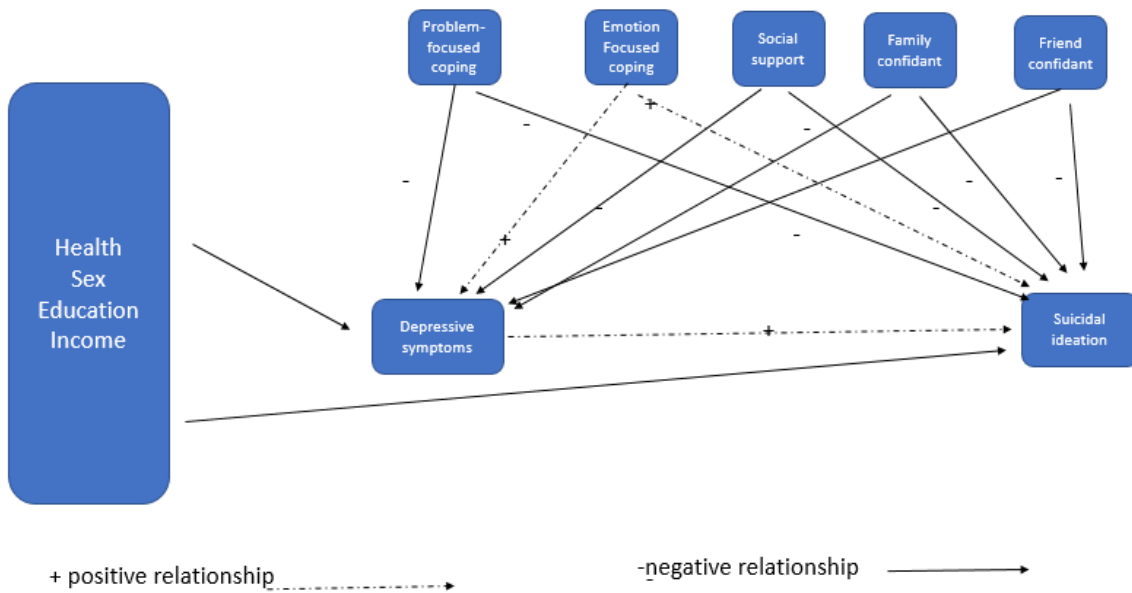 Problem-
focused
coping
Emotion
Focused
coping
Social
support
Family
confidant
Friend
confidant
+
-
-
-
-
-
-
-
-
+
-
Health
Sex
Education
Income
Depressive
symptoms
+
Suicidal
ideation
+ positive relationship
-negative relationship
-